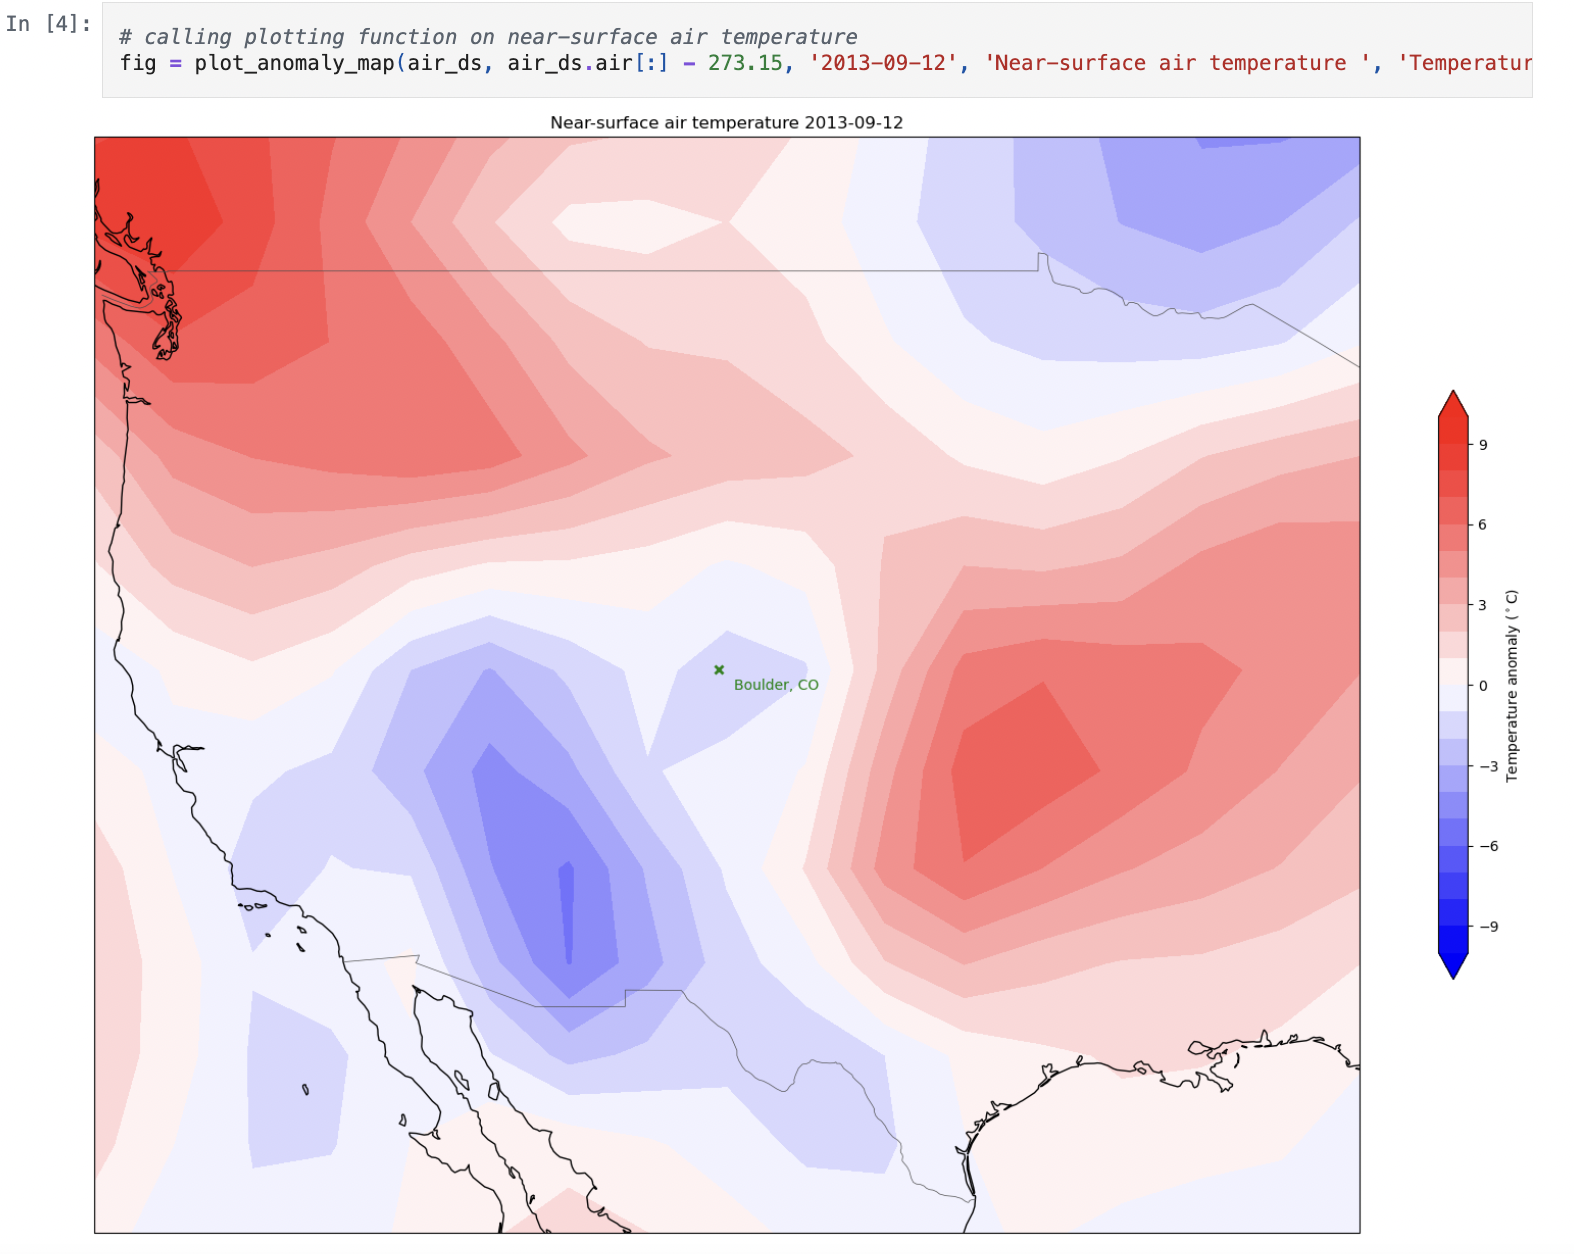 In [4]:
# calling plotting function on near-surface air temperature
fig = plot_anomaly_map(air_ds, air_ds.air[:] - 273.15, '2013-09-12', 'Near-surface air temperature ', 'Temperatur
Near-surface air temperature 2013-09-12
Boulder, CO
9
6
3
0
−3
−6
−9
Temperature anomaly (°C)